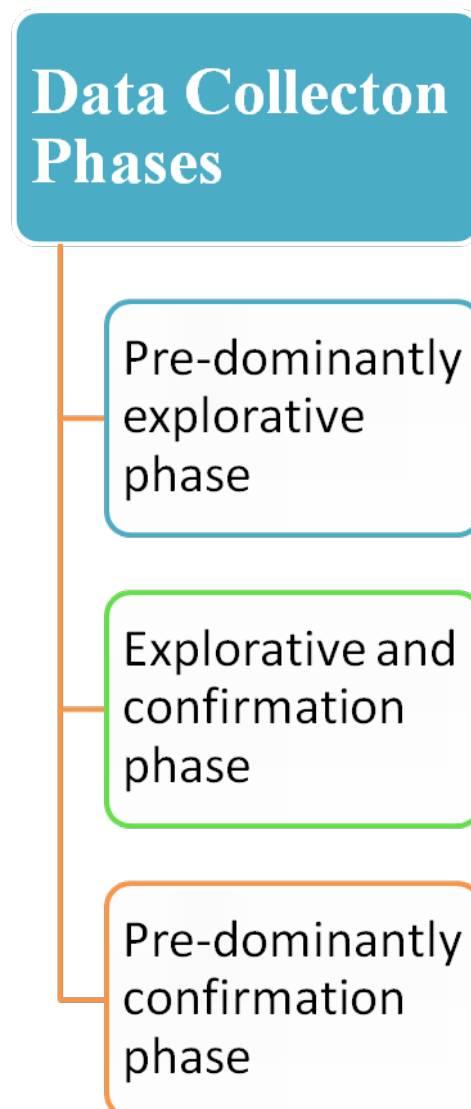 Data Collecton
Phases
Pre-dominantly
explorative
phase
Explorative and
confirmation
phase
Pre-dominantly
confirmation
phase